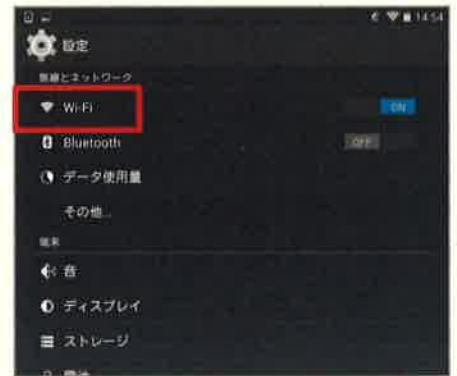 14:54
設定
無線とネットワーク
Wi-Fi ON
Bluetooth OFF
データ使用量
その他...
端末
音
ディスプレイ
ストレージ